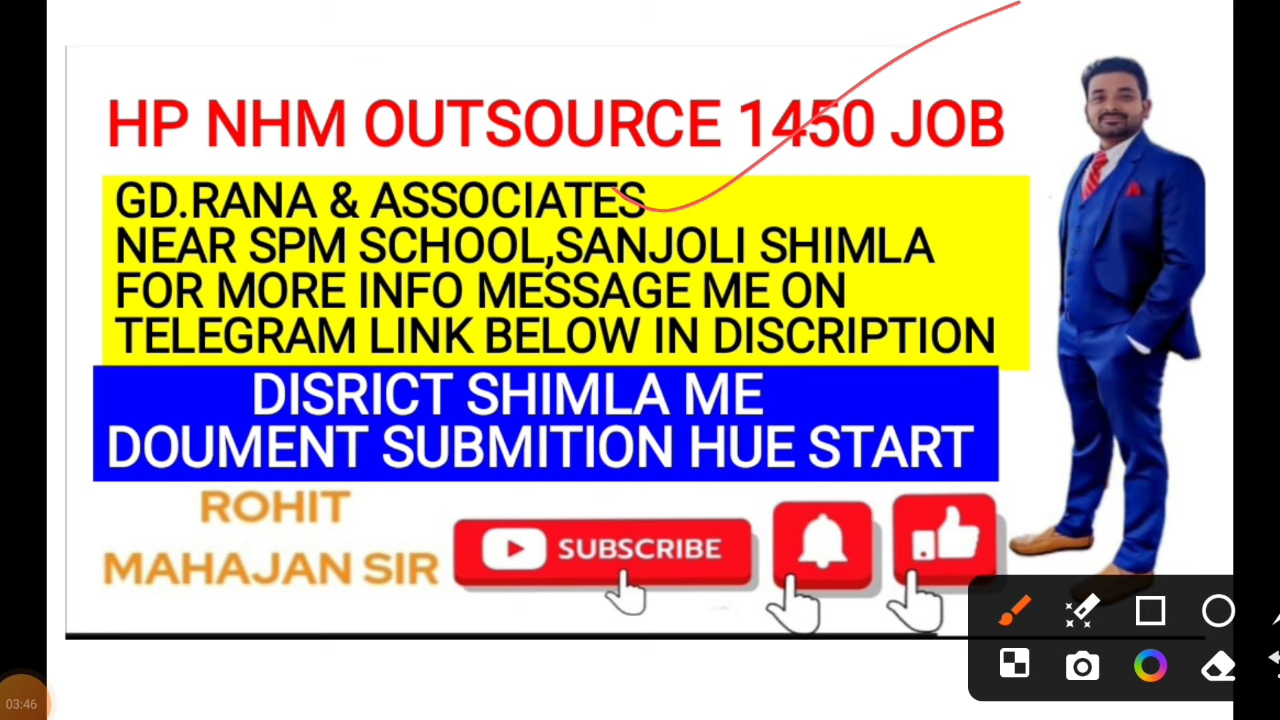 HP NHM OUTSOURCE 1450 JOB
GD.RANA & ASSOCIATES
NEAR SPM SCHOOL,SANJOLI SHIMLA
FOR MORE INFO MESSAGE ME ON
TELEGRAM LINK BELOW IN DISCRIPTION
DISRICT SHIMLA ME
DOUMENT SUBMITION HUE START
ROHIT
MAHAJAN SIR
SUBSCRIBE
03:46